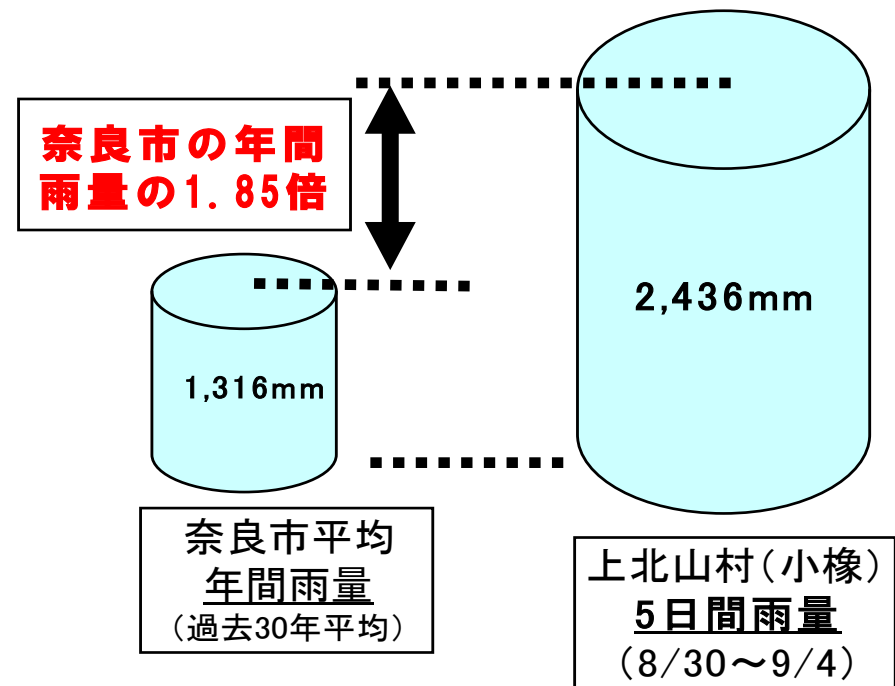 奈良市の年間
雨量の1.85倍
2,436mm
1,316mm
奈良市平均
年間雨量
（過去30年平均）
上北山村（小橡）
5日間雨量
（8/30～9/4）